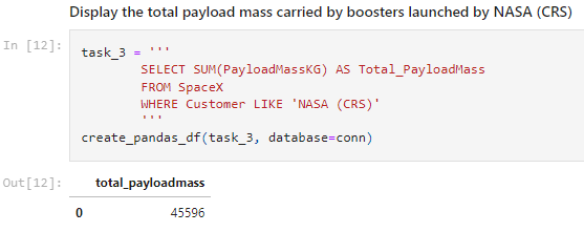 Display the total payload mass carried by boosters launched by NASA (CRS)
In [12]: task_3 = '''
SELECT SUM(PayloadMassKG) AS Total_PayloadMass
FROM SpaceX
WHERE Customer LIKE 'NASA (CRS)'
'''
create_pandas_df(task_3, database=conn)
Out[12]: total_payloadmass
0 45596